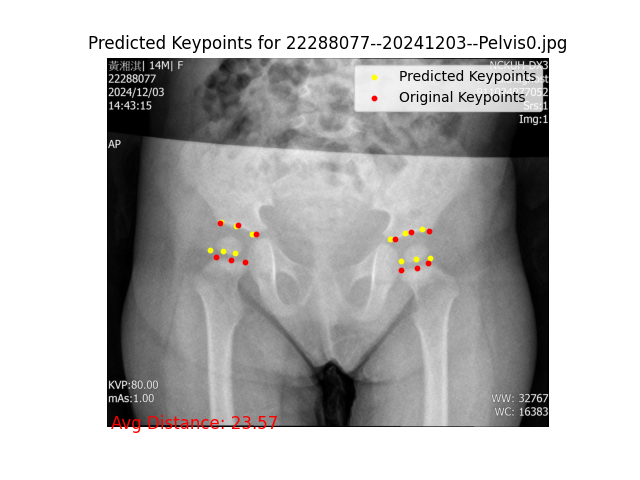 Predicted Keypoints for 22288077--20241203--Pelvis0.jpg
黃湘淇| 14M| F
22288077
2024/12/03
14:43:15
AP
Predicted Keypoints
Original Keypoints
Img:1
KVP:80.00
mAs:1.00
WW: 32767
WC: 16383
Avg Distance: 23.57